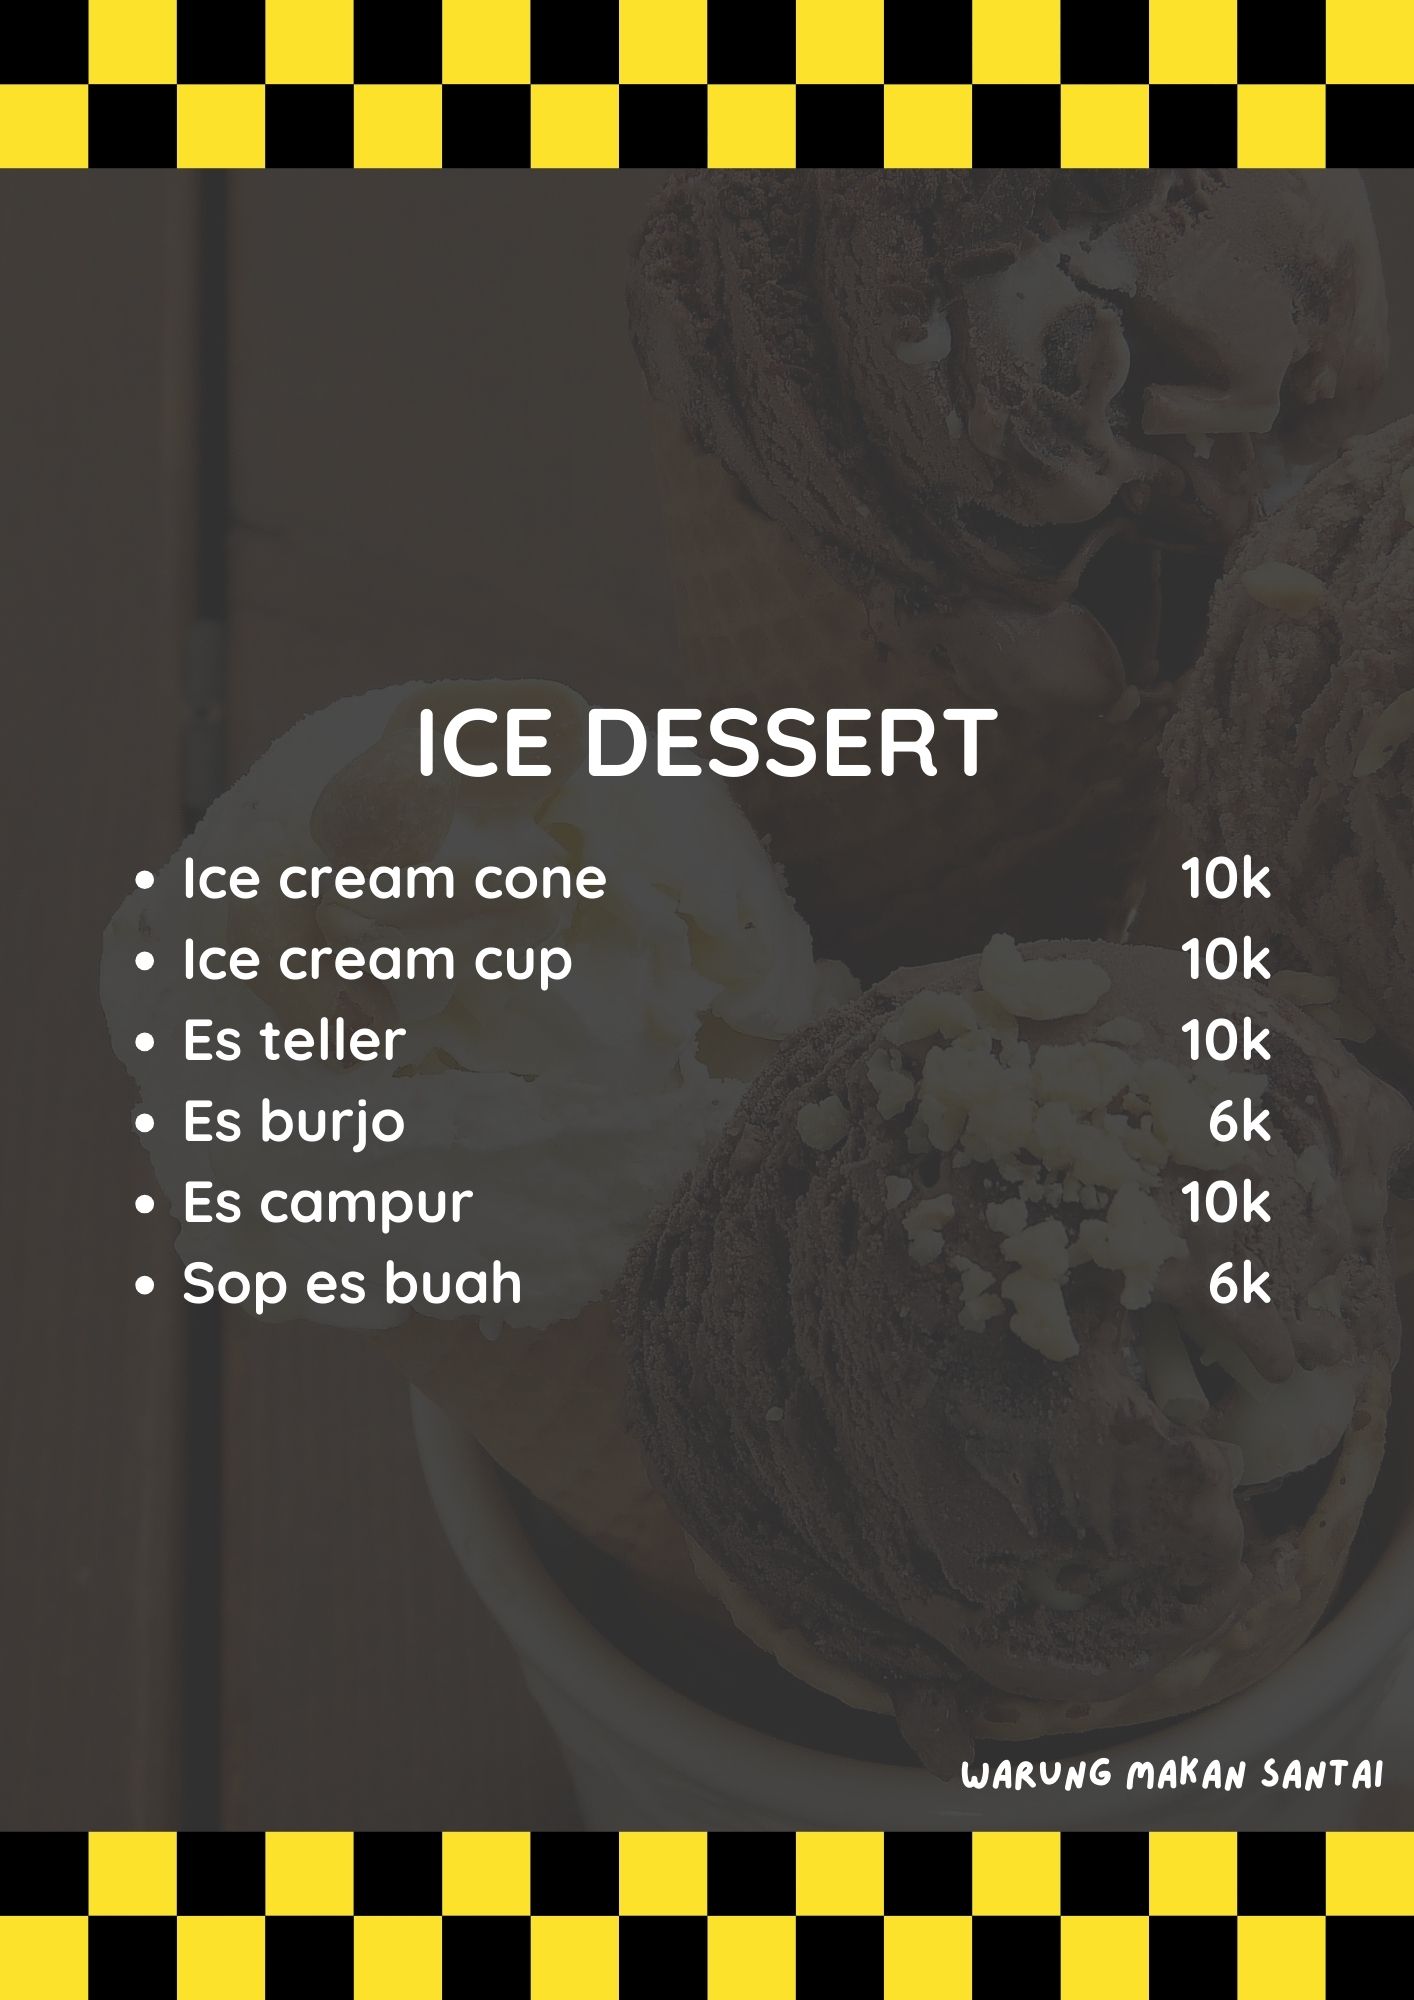 ICE DESSERT
• Ice cream cone 10k
• Ice cream cup 10k
• Es teller 10k
• Es burjo 6k
• Es campur 10k
• Sop es buah 6k
WARUNG MAKAN SANTAI